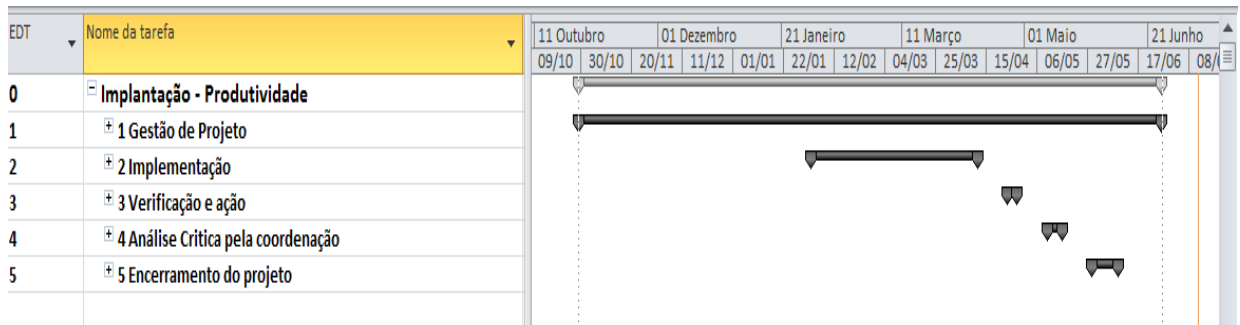 EDT Nome da tarefa
11 Outubro 01 Dezembro 21 Janeiro 11 Março 01 Maio 21 Junho
09/10 30/10 20/11 11/12 01/01 22/01 12/02 04/03 25/03 15/04 06/05 27/05 17/06 08/
0 Implantação - Produtividade
1 1 Gestão de Projeto
2 2 Implementação
3 3 Verificação e ação
4 4 Análise Critica pela coordenação
5 5 Encerramento do projeto